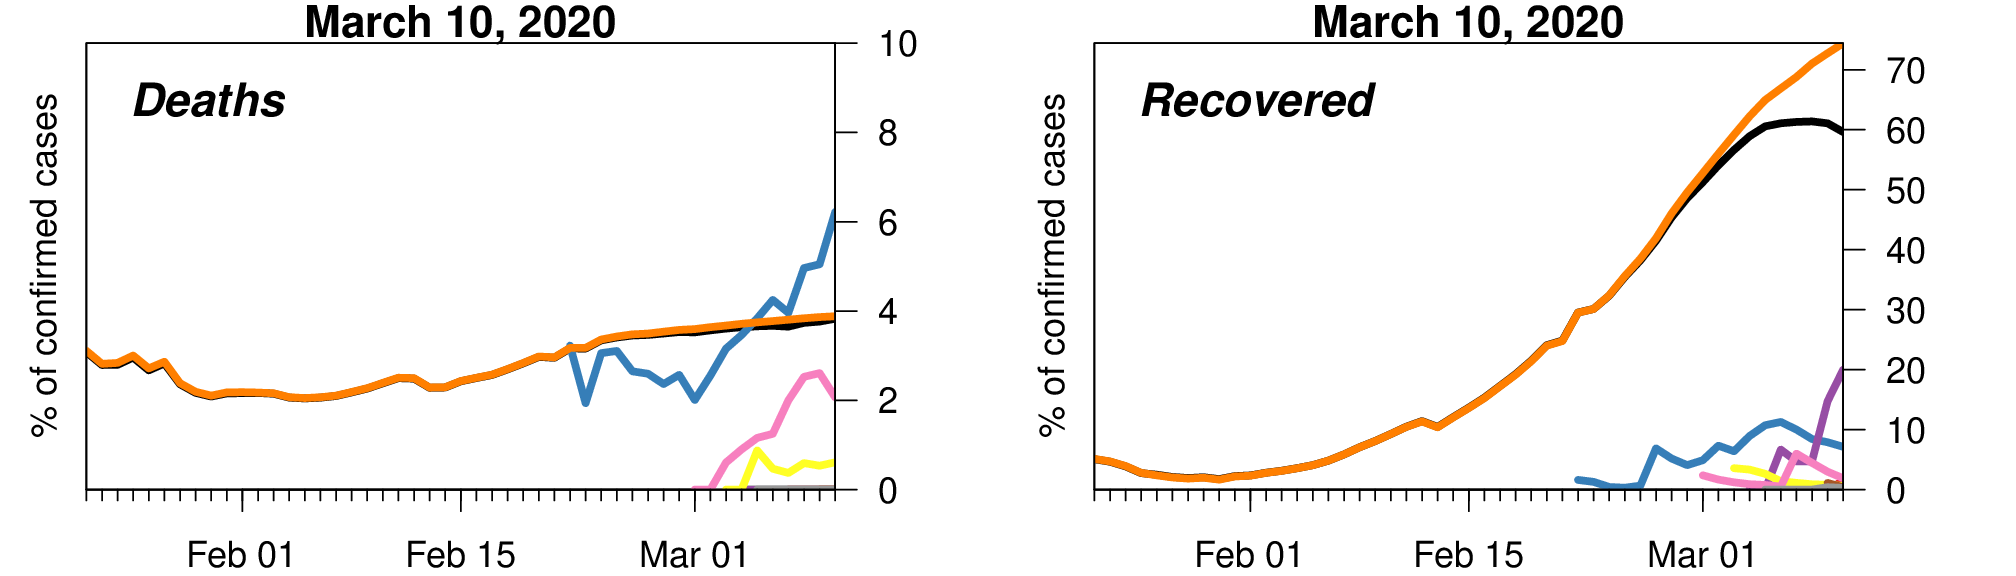 March 10, 2020
Deaths
% of confirmed cases
10
8
6
4
2
0
Feb 01
Feb 15
Mar 01
March 10, 2020
Recovered
% of confirmed cases
70
60
50
40
30
20
10
0
Feb 01
Feb 15
Mar 01